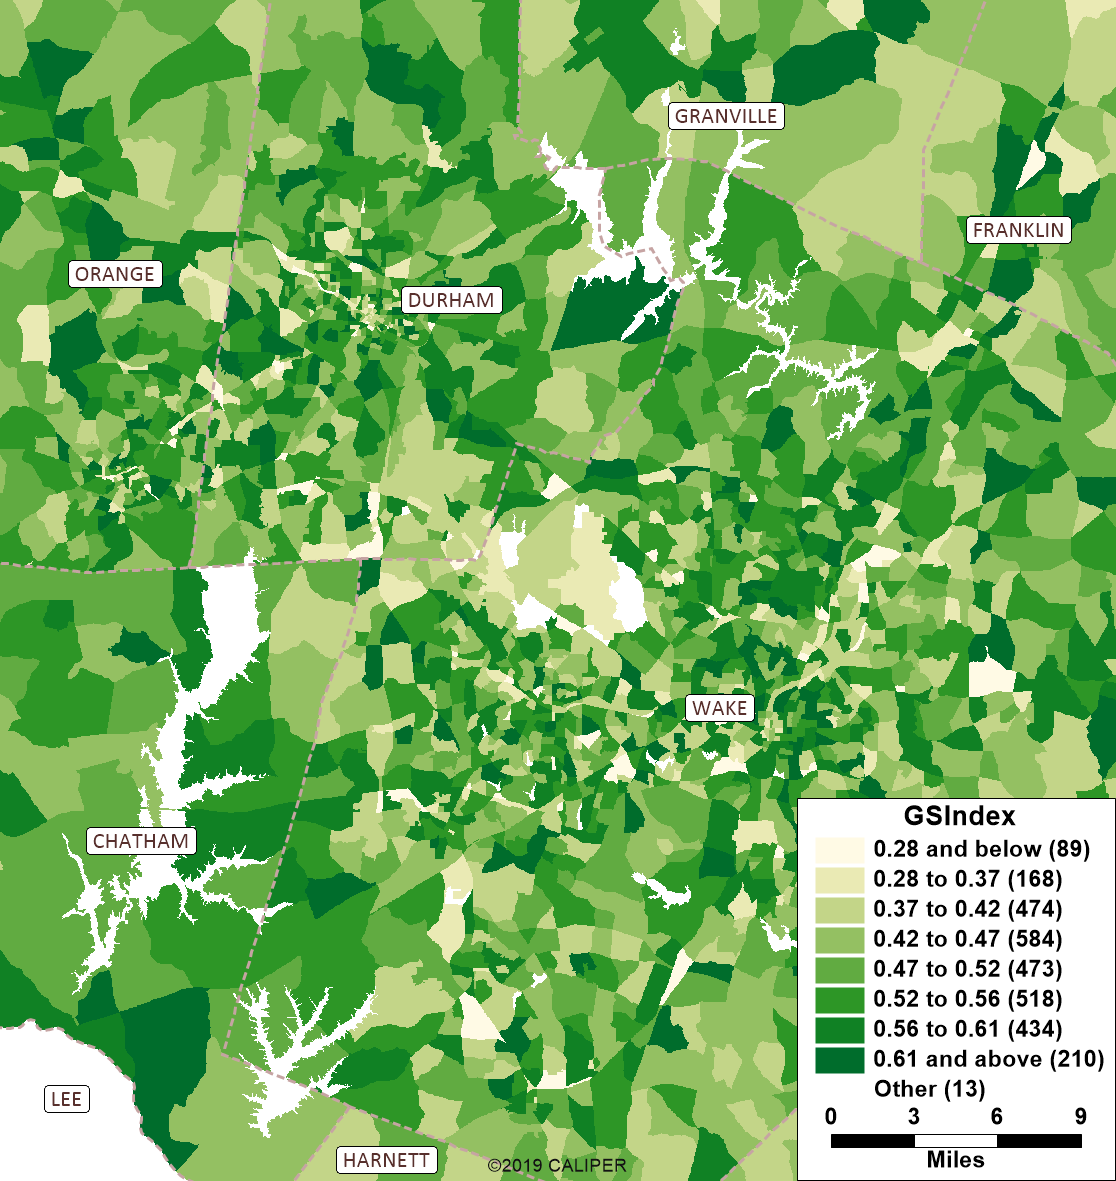 GRANVILLE
FRANKLIN
ORANGE
DURHAM
WAKE
CHATHAM
LEE
HARNETT
©2019 CALIPER
GSIndex
0.28 and below (89)
0.28 to 0.37 (168)
0.37 to 0.42 (474)
0.42 to 0.47 (584)
0.47 to 0.52 (473)
0.52 to 0.56 (518)
0.56 to 0.61 (434)
0.61 and above (210)
Other (13)
0 3 6 9
Miles